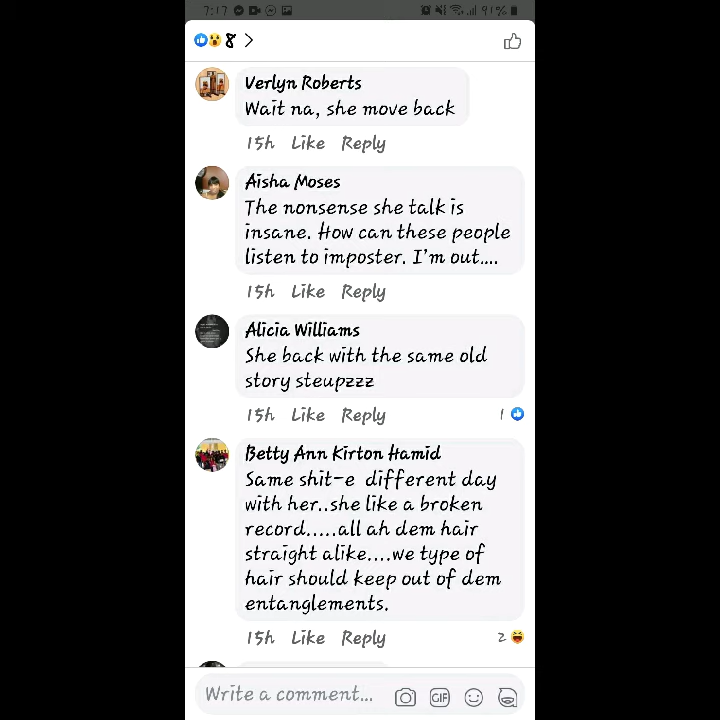 7:17 91%
8 >
Verlyn Roberts
Wait na, she move back
15h Like Reply
Aisha Moses
The nonsense she talk is
insane. How can these people
listen to imposter. I'm out....
15h Like Reply
Alicia Williams
She back with the same old
story steupzzz
15h Like Reply 1
Betty Ann Kirton Hamid
Same shit-e different day
with her..she like a broken
record.....all ah dem hair
straight alike....we type of
hair should keep out of dem
entanglements.
15h Like Reply 2
Write a comment... GIF